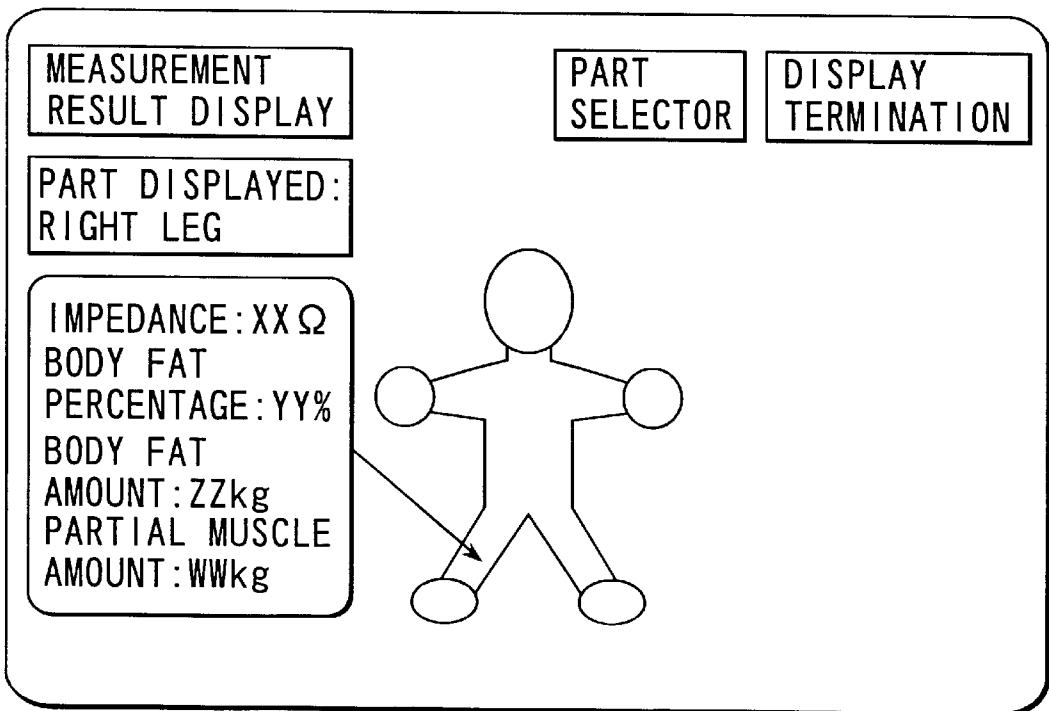 MEASUREMENT
RESULT DISPLAY
PART
SELECTOR
DISPLAY
TERMINATION
PART DISPLAYED:
RIGHT LEG
IMPEDANCE:XXΩ
BODY FAT
PERCENTAGE:YY%
BODY FAT
AMOUNT:ZZkg
PARTIAL MUSCLE
AMOUNT:WWkg